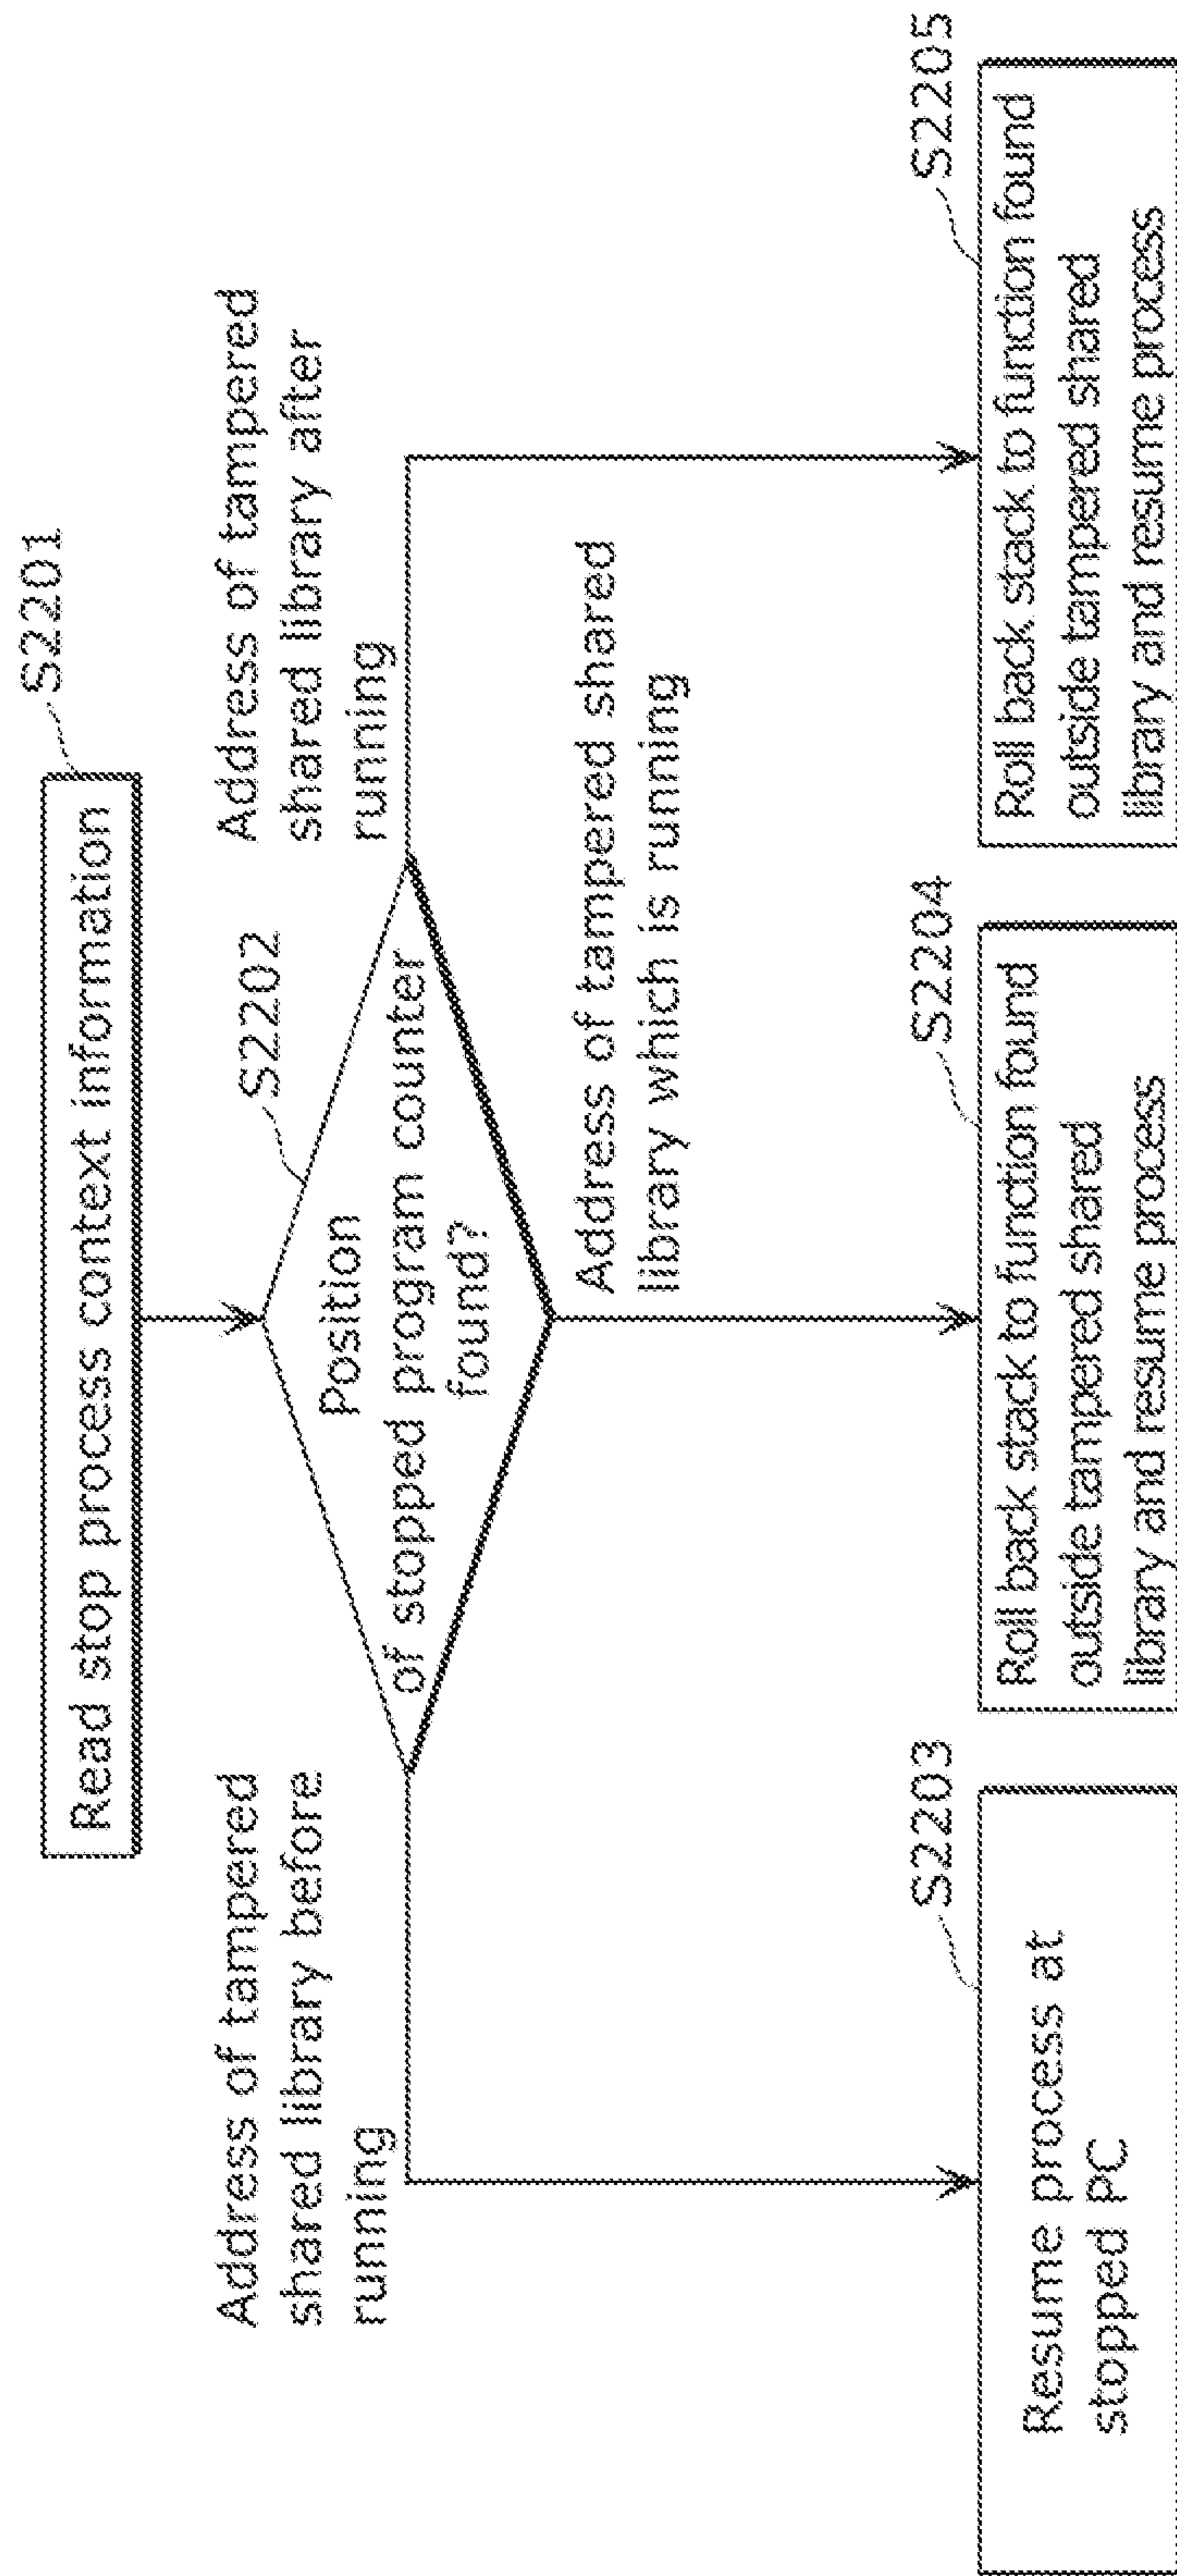 S2201
Read stop process context information
S2202
Position
of stopped program counter
found?
Address of tampered
shared library before
running
Address of tampered
shared library after
running
Address of tampered shared
library which is running
S2203
Resume process at
stopped PC
S2204
Roll back stack to function found
outside tampered shared
library and resume process
S2205
Roll back stack to function found
outside tampered shared
library and resume process